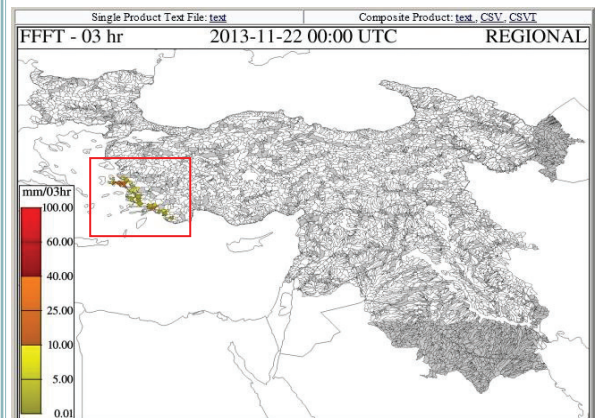 Single Product Text File: text
Composite Product: text , CSV , CSVT
FFFT - 03 hr 2013-11-22 00:00 UTC REGIONAL
mm/03hr
100.00
60.00
40.00
25.00
10.00
5.00
0.01